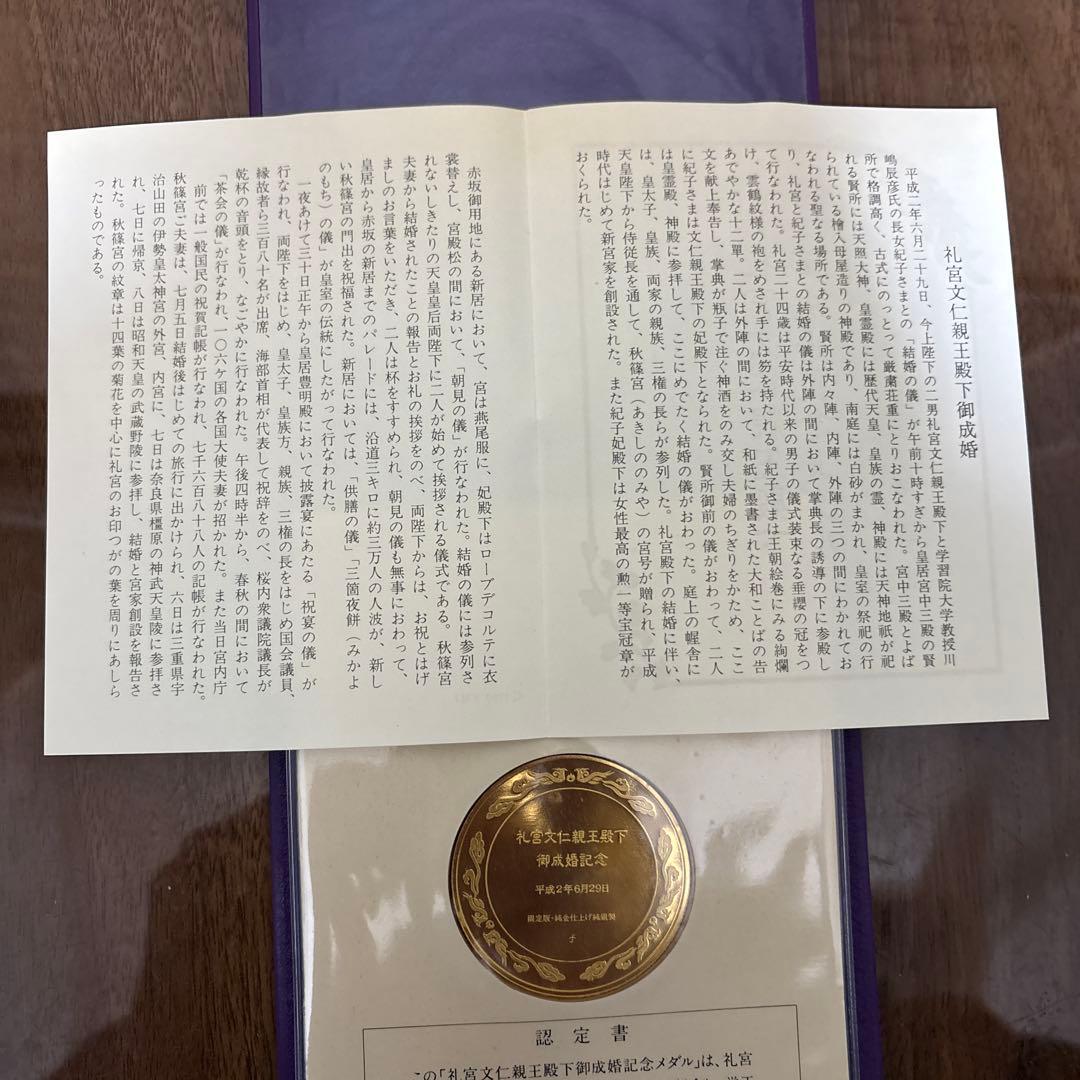 礼宮文仁親王殿下御成婚
平成二年六月二十九日、今上陛下の二男礼宮文仁親王殿下と学習院大学教授川
嶋辰彦氏の長女紀子さまとの「結婚の儀」が午前十時すぎから皇居宮中三殿の賢
所で格調高く、古式にのっとって厳粛荘重にとりおこなわれた。宮中三殿とよば
れる賢所には天照大神、皇霊殿には歴代天皇、皇族の霊、神殿には天神地祇が祀
られている檜入母屋造りの神殿であり、南庭には白砂がまかれ、皇室の祭祀の行
なわれる聖なる場所である。賢所は内々陣、内陣、外陣の三つの間にわかれてお
り、礼宮と紀子さまとの結婚の儀は外陣の間において掌典長の誘導の下に参殿し
て行なわれた。礼宮二十四歳は平安時代以来の男子の儀式装束なる垂纓の冠をつ
け、雲鶴紋様の袍をめされ手には笏を持たれる。紀子さまは王朝絵巻にみる絢爛
あでやかな十二單。二人は外陣の間において、和紙に墨書された大和ことばの告
文を献上奉告し、掌典が瓶子で注ぐ神酒をのみ交し夫婦のちぎりをかため、ここ
に紀子さまは文仁親王殿下の妃殿下となられた。賢所御前の儀がおわって、二人
は皇霊殿、神殿に参拝して、ここにめでたく結婚の儀がおわった。庭上の幄舎に
は、皇太子、皇族、両家の親族、三権の長らが参列した。礼宮殿下の結婚に伴い、
天皇陛下から侍従長を通して、秋篠宮（あきしののみや）の宮号が贈られ、平成
時代はじめて新宮家を創設された。また紀子妃殿下は女性最高の勲一等宝冠章が
おくられた。
赤坂御用地にある新居において、宮は燕尾服に、妃殿下はローブデコルテに衣
裳替えし、宮殿松の間において、「朝見の儀」が行なわれた。結婚の儀には参列さ
れないしきたりの天皇皇后両陛下に二人が始めて挨拶される儀式である。秋篠宮
夫妻から結婚されたことの報告とお礼の挨拶をのべ、両陛下からは、お祝とはげ
ましのお言葉をいただき、二人は杯をすすめられ、朝見の儀も無事におわって、
皇居から赤坂の新居までのパレードには、沿道三キロに約三万人の人波が、新し
い秋篠宮の門出を祝福された。新居においては、「供膳の儀」「三箇夜餅（みかよ
のもち）の儀」が皇室の伝統にしたがって行なわれた。
一夜あけて三十日正午から皇居豊明殿において披露宴にあたる「祝宴の儀」が
行なわれ、両陛下をはじめ、皇太子、皇族方、親族、三権の長をはじめ国会議員、
縁故者ら三百八十名が出席、海部首相が代表して祝辞をのべ、桜内衆議院議長が
乾杯の音頭をとり、なごやかに行なわれた。午後四時半から、春秋の間において
「茶会の儀」が行なわれ、一〇六ケ国の各国大使夫妻が招かれた。また当日宮内庁
前では一般国民の祝賀記帳が行なわれ、七千六百八十八人の記帳が行なわれた。
秋篠宮ご夫妻は、七月五日結婚後はじめての旅行に出かけられ、六日は三重県宇
治山田の伊勢皇太神宮の外宮、内宮に、七日は奈良県橿原の神武天皇陵に参拝さ
れ、七日に帰京、八日は昭和天皇の武蔵野陵に参拝し、結婚と宮家創設を報告さ
れた。秋篠宮の紋章は十四葉の菊花を中心に礼宮のお印つがの葉を周りにあしら
ったものである。
礼宮文仁親王殿下
御成婚記念
平成2年6月29日
限定版・純金仕上げ純銀製
認定書
この「礼宮文仁親王殿下御成婚記念メダル」は、礼宮